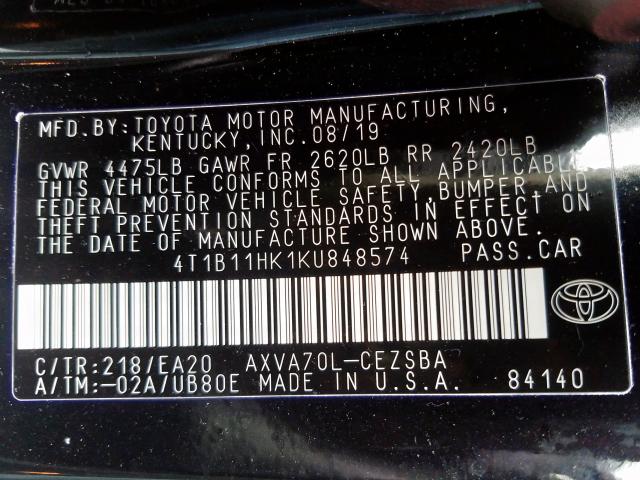 MFD.BY:TOYOTA MOTOR MANUFACTURING,
KENTUCKY,INC.08/19
GVWR 4475LB GAWR FR 2620LB RR 2420LB
THIS VEHICLE CONFORMS TO ALL APPLICABLE
FEDERAL MOTOR VEHICLE SAFETY,BUMPER,AND
THEFT PREVENTION STANDARDS IN EFFECT ON
THE DATE OF MANUFACTURE SHOWN ABOVE.
4T1B11HK1KU848574 PASS.CAR
C/TR:218/EA20 AXVA70L-CEZSBA
A/TM:-02A/UB80E MADE IN U.S.A. 84140